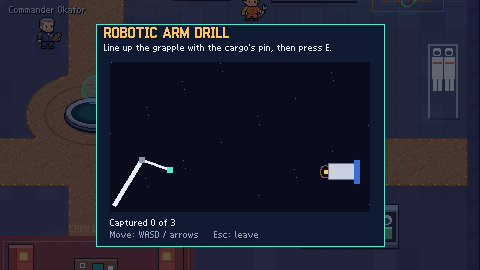 Commander Okafor
ROBOTIC ARM DRILL
Line up the grapple with the cargo's pin, then press E.
Captured 0 of 3
Move: WASD / arrows Esc: leave